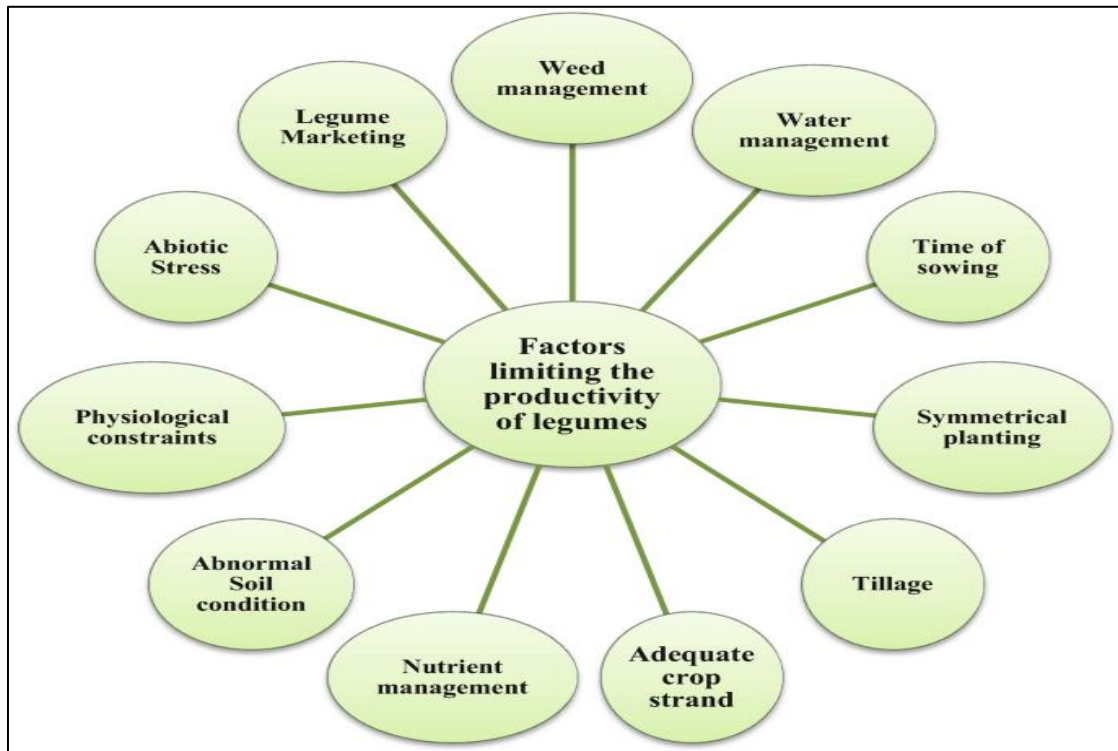 Weed
management
Water
management
Time of
sowing
Symmetrical
planting
Tillage
Adequate
crop
strand
Nutrient
management
Abnormal
Soil
condition
Physiological
constraints
Abiotic
Stress
Legume
Marketing
Factors
limiting the
productivity
of legumes